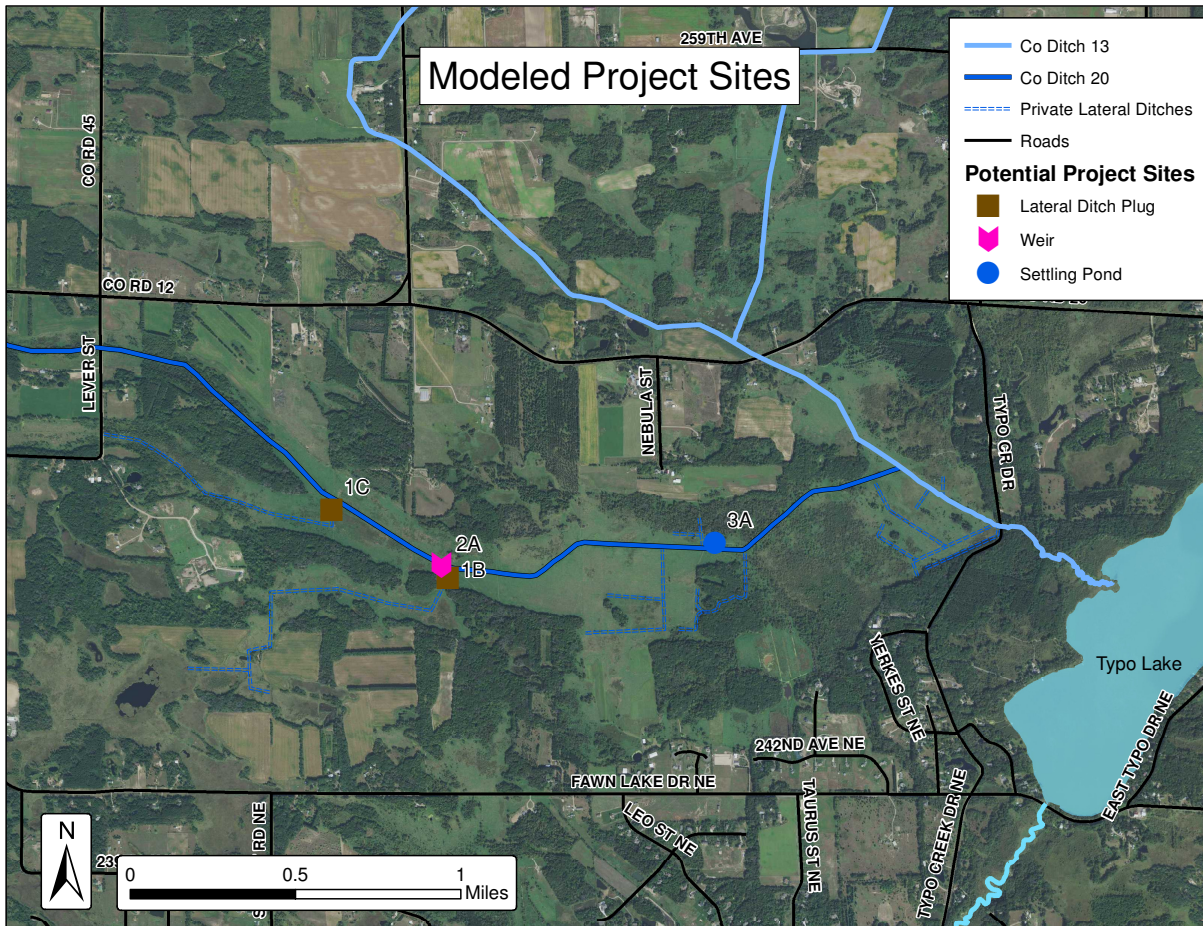 259TH AVE
Modeled Project Sites
Co Ditch 13
Co Ditch 20
Private Lateral Ditches
Roads
Potential Project Sites
Lateral Ditch Plug
Weir
Settling Pond
CO RD 45
CO RD 12
LEVER ST
NEBULA ST
TYPO CR DR
1C
2A
1B
3A
Typo Lake
YERKES ST NE
EAST TYPO DR NE
242ND AVE NE
FAWN LAKE DR NE
LEO ST NE
TAURUS ST NE
TYPO CREEK DR NE
RD NE
N
0 0.5 1
Miles